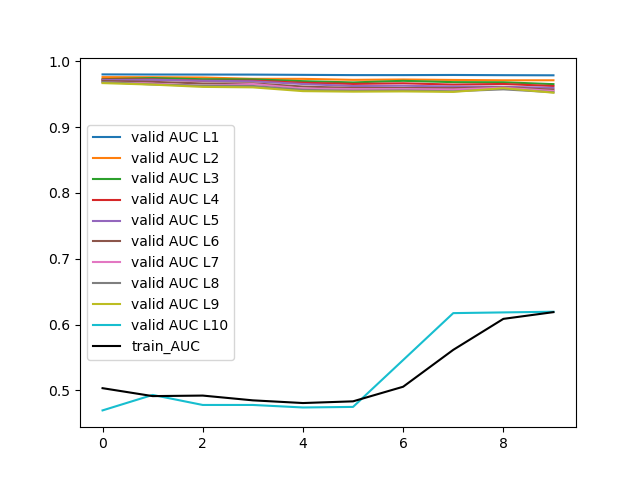 1.0
0.9
0.8
0.7
0.6
0.5
valid AUC L1
valid AUC L2
valid AUC L3
valid AUC L4
valid AUC L5
valid AUC L6
valid AUC L7
valid AUC L8
valid AUC L9
valid AUC L10
train_AUC
0 2 4 6 8